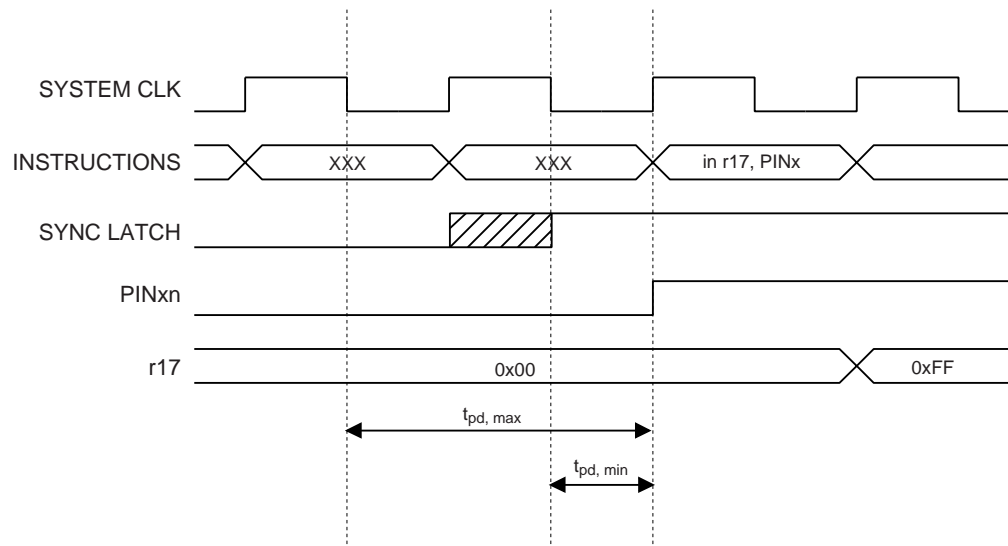 SYSTEM CLK
INSTRUCTIONS XXX XXX in r17, PINx
SYNC LATCH
PINxn
r17 0x00 0xFF
tpd, max
tpd, min